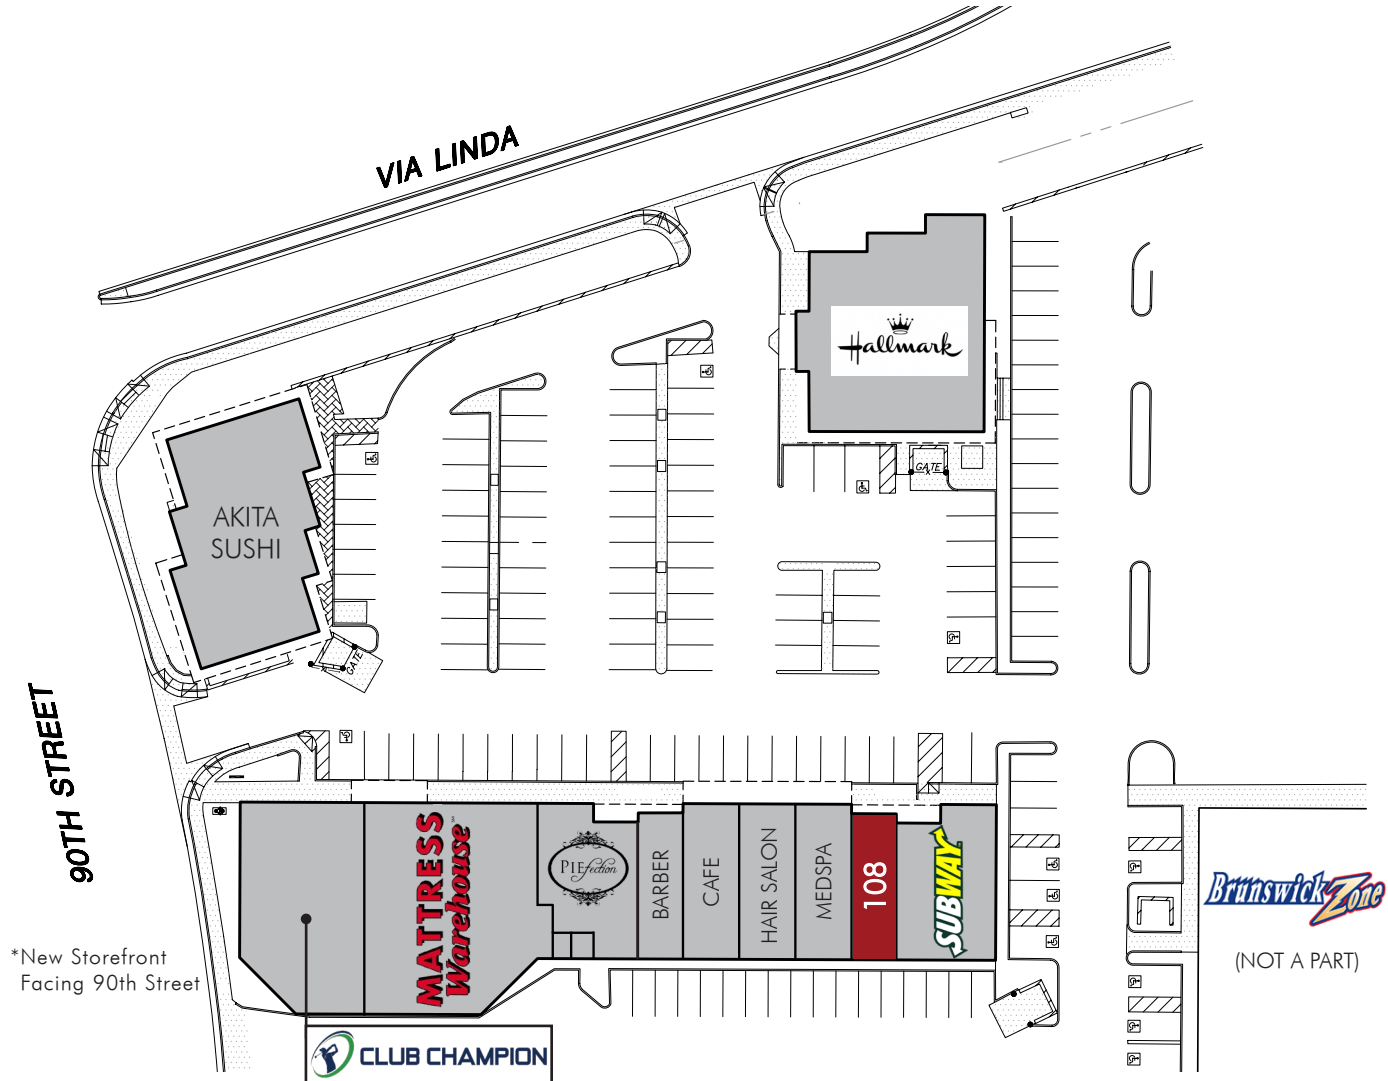 VIA LINDA
Hallmark
GATE
AKITA
SUSHI
GATE
90TH STREET
MATTRESS
Warehouse
PIEfection
BARBER
CAFE
HAIR SALON
MEDSPA
108
SUBWAY
Brunswick Zone
(NOT A PART)
*New Storefront
Facing 90th Street
CLUB CHAMPION